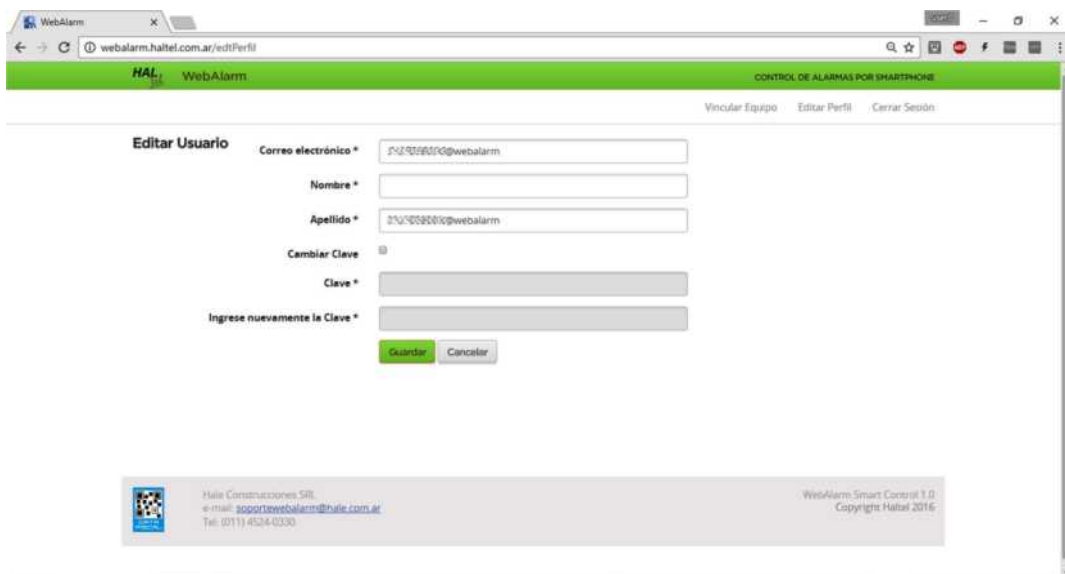 WebAlarm
webalarm.haltel.com.ar/edtPerfil
HAL WebAlarm
CONTROL DE ALARMAS POR SMARTPHONE
Vincular Equipo Editar Perfil Cerrar Sesión
Editar Usuario
Correo electrónico * @webalarm
Nombre *
Apellido * @webalarm
Cambiar Clave
Clave *
Ingrese nuevamente la Clave *
Guardar Cancelar
Hale Construcciones SRL
e-mail: soportewebalarm@hale.com.ar
Tel: (011) 4524-0330
WebAlarm Smart Control 1.0
Copyright Haltel 2016